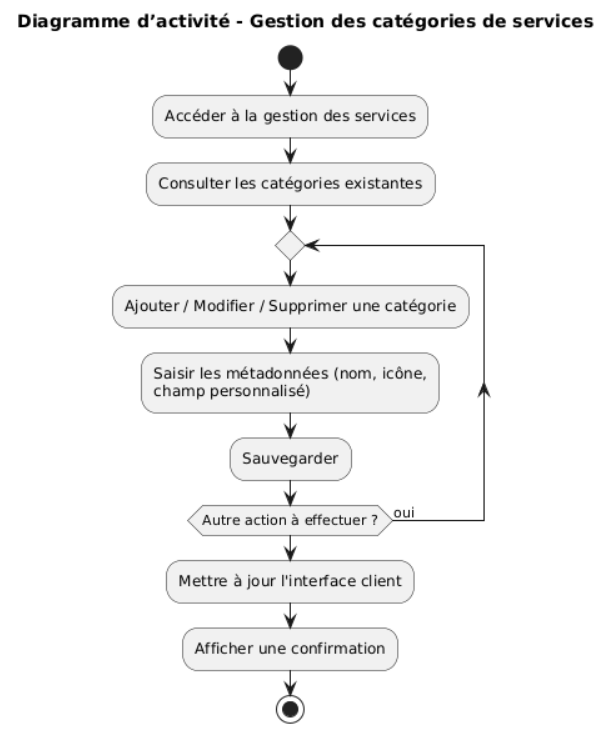 Diagramme d’activité - Gestion des catégories de services
Accéder à la gestion des services
Consulter les catégories existantes
Ajouter / Modifier / Supprimer une catégorie
Saisir les métadonnées (nom, icône,
champ personnalisé)
Sauvegarder
Autre action à effectuer ?
oui
Mettre à jour l'interface client
Afficher une confirmation